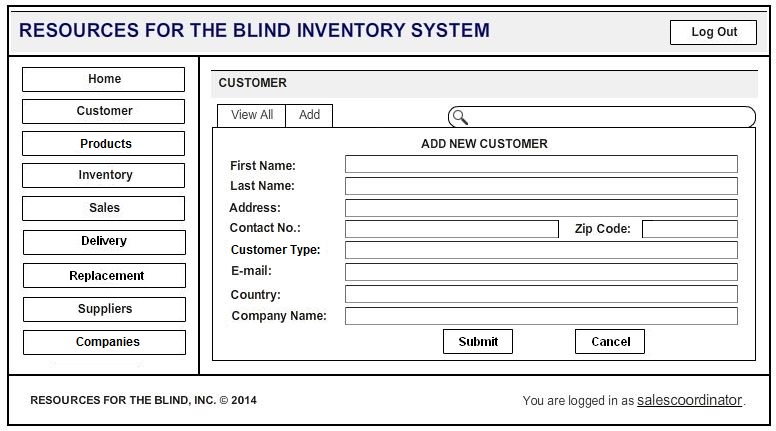 RESOURCES FOR THE BLIND INVENTORY SYSTEM
Log Out
Home
Customer
Products
Inventory
Sales
Delivery
Replacement
Suppliers
Companies
CUSTOMER
View All
Add
ADD NEW CUSTOMER
First Name:
Last Name:
Address:
Contact No.:
Zip Code:
Customer Type:
E-mail:
Country:
Company Name:
Submit
Cancel
RESOURCES FOR THE BLIND, INC. © 2014
You are logged in as salescoordinator.